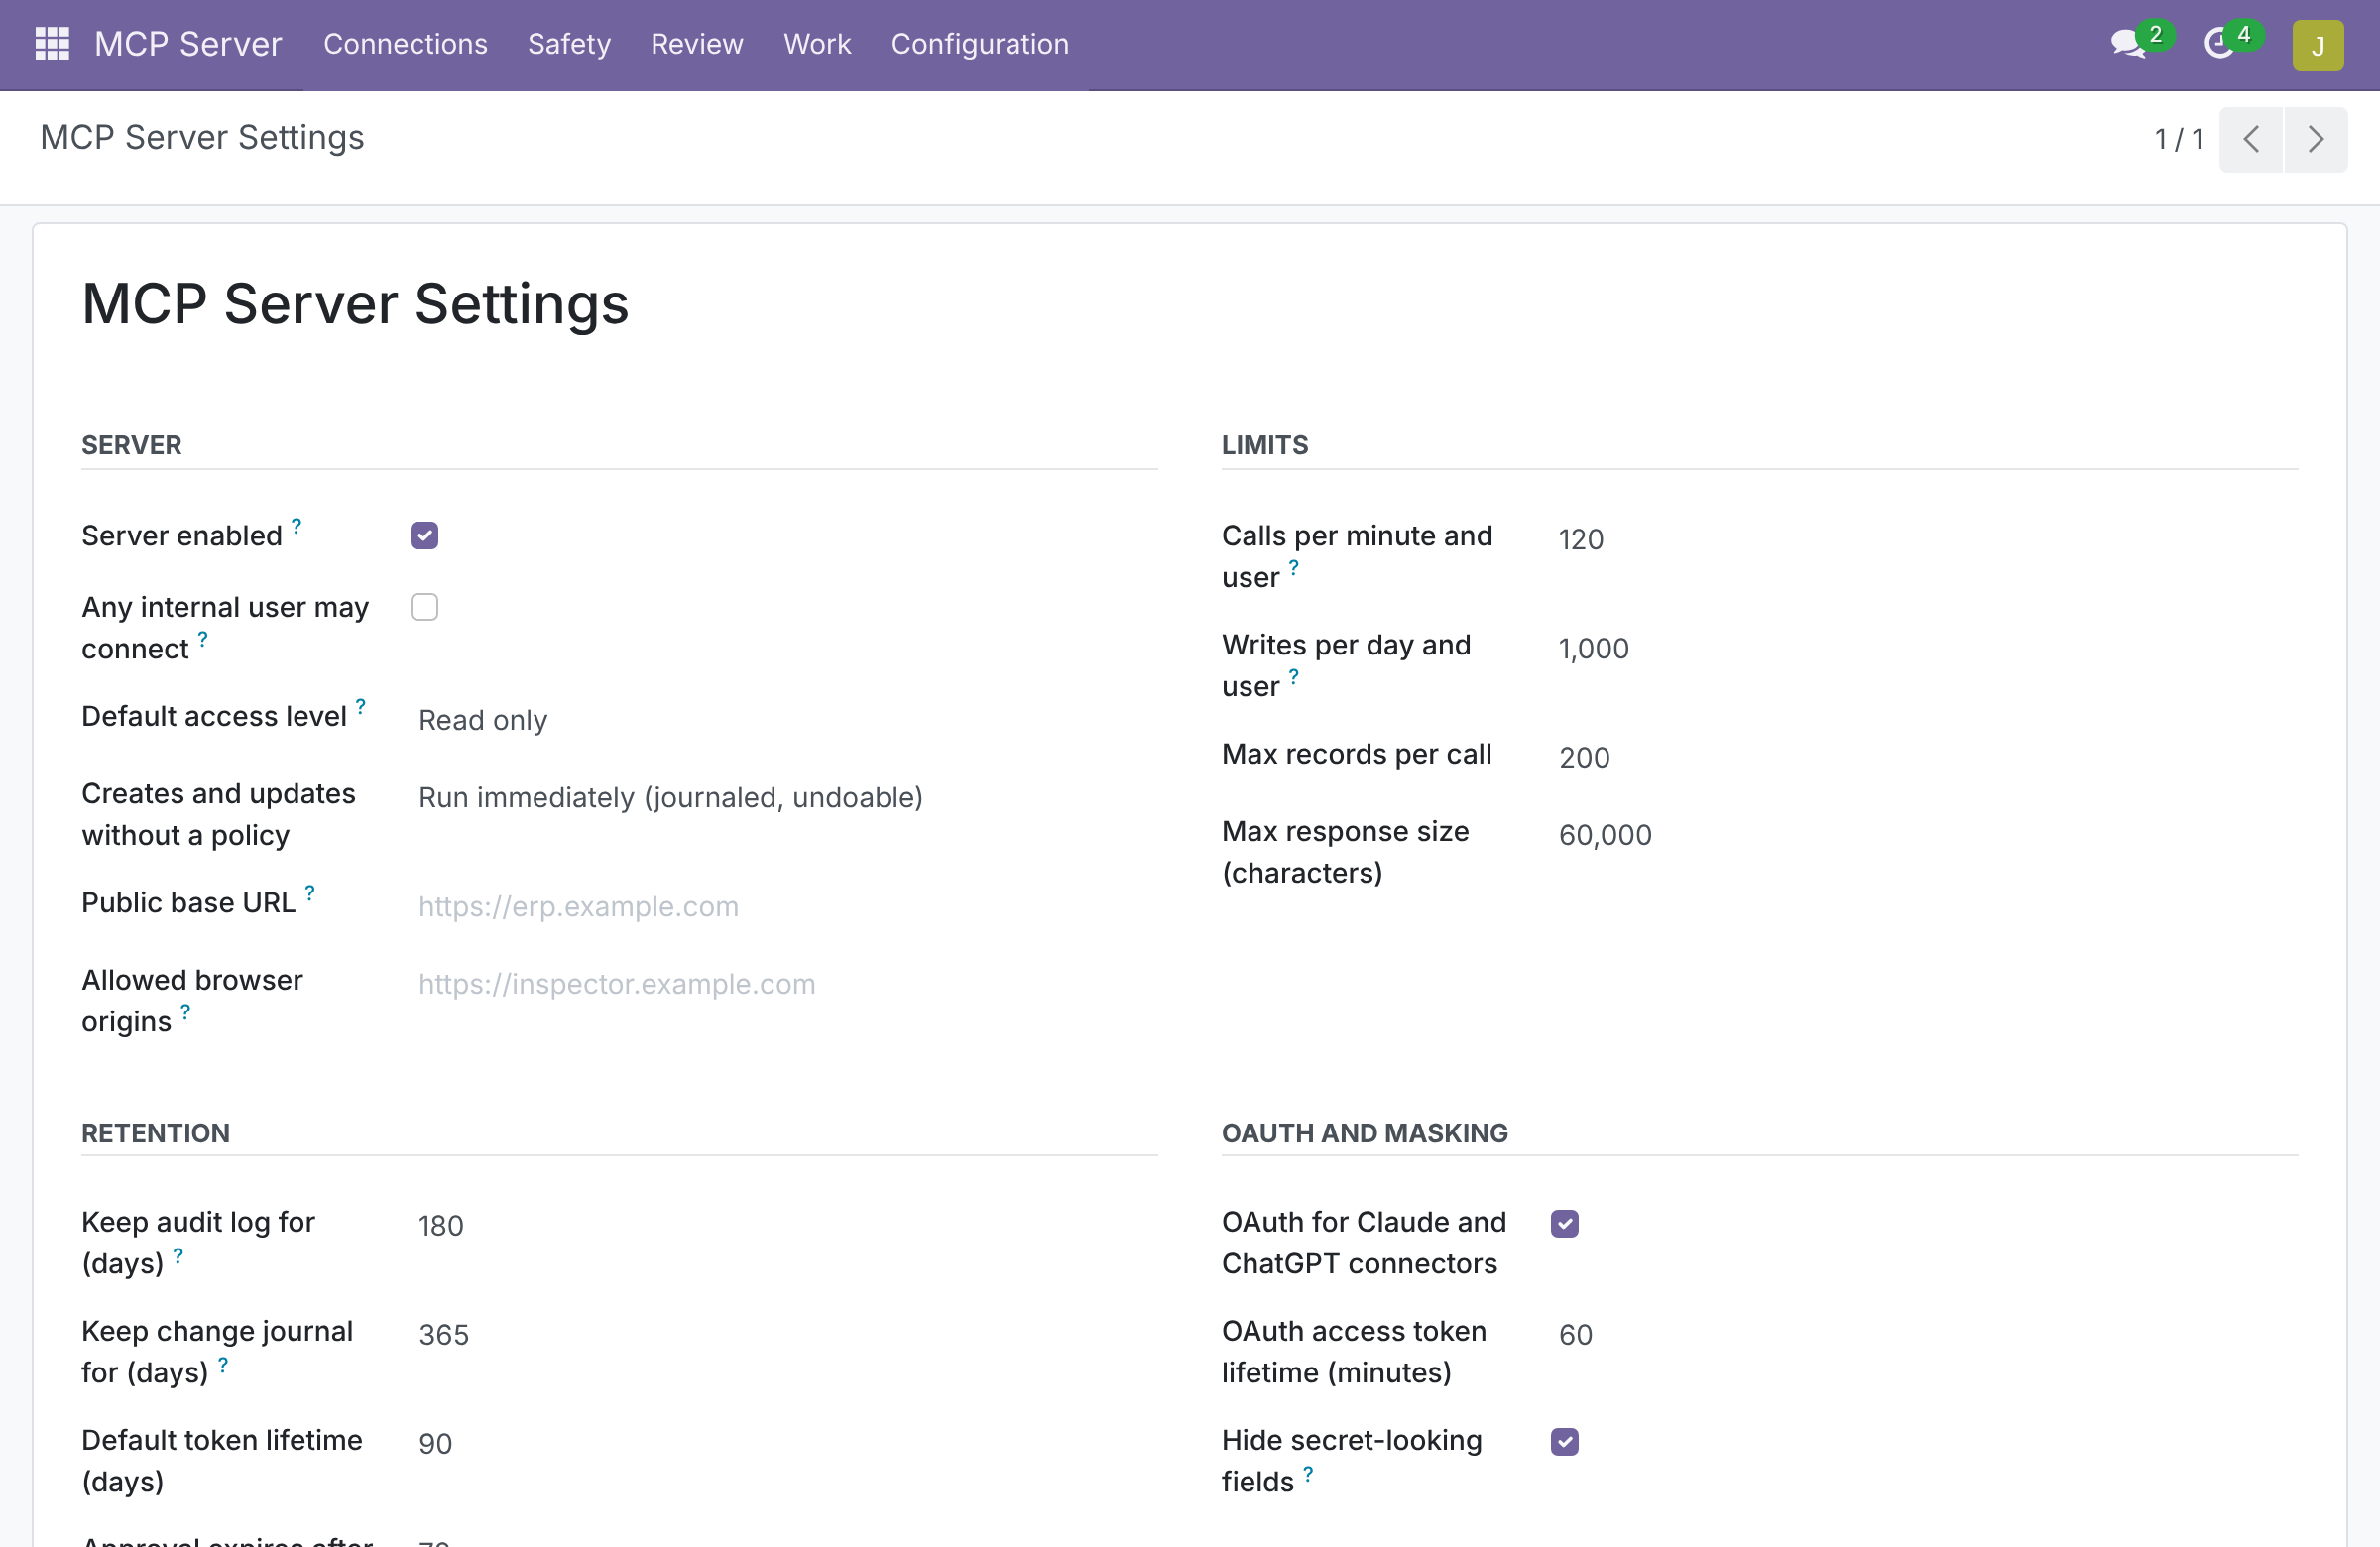 MCP Server Connections Safety Review Work Configuration 2 4 J
MCP Server Settings 1 / 1
MCP Server Settings
SERVER
Server enabled ?
Any internal user may
connect ?
Default access level ? Read only
Creates and updates Run immediately (journaled, undoable)
without a policy
Public base URL ? https://erp.example.com
Allowed browser https://inspector.example.com
origins ?
LIMITS
Calls per minute and 120
user ?
Writes per day and 1,000
user ?
Max records per call 200
Max response size 60,000
(characters)
RETENTION
Keep audit log for 180
(days) ?
Keep change journal 365
for (days) ?
Default token lifetime 90
(days)
Approval expires after
OAUTH AND MASKING
OAuth for Claude and
ChatGPT connectors
OAuth access token 60
lifetime (minutes)
Hide secret-looking
fields ?